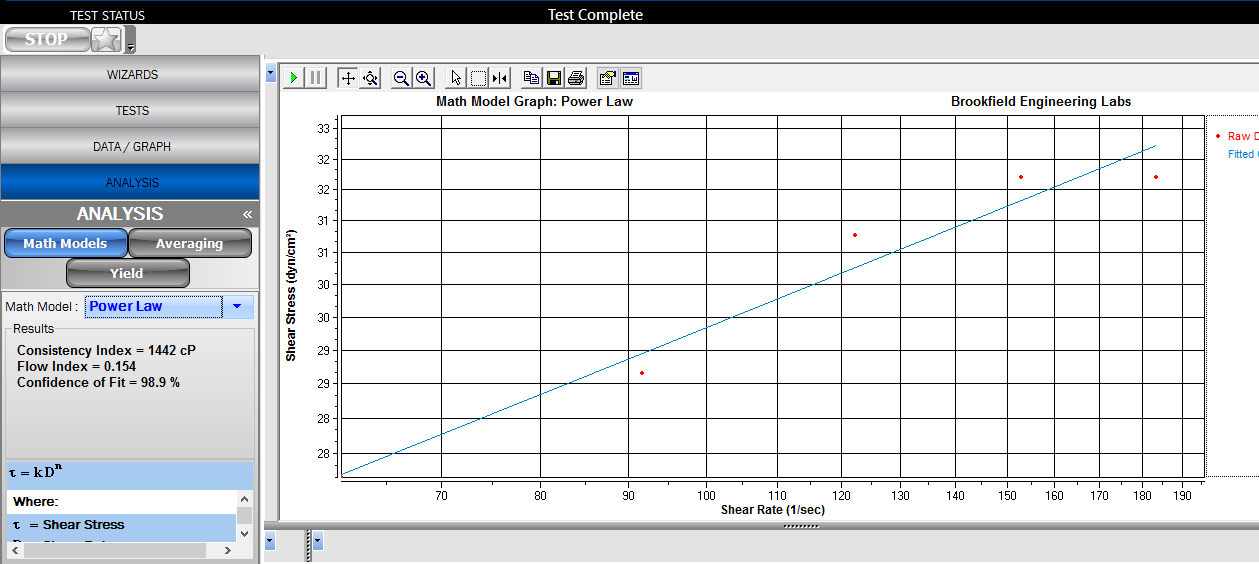 TEST STATUS
Test Complete
STOP
WIZARDS
TESTS
DATA / GRAPH
ANALYSIS
ANALYSIS «
Math Models Averaging
Yield
Math Model : Power Law
Results
Consistency Index = 1442 cP
Flow Index = 0.154
Confidence of Fit = 98.9 %
τ = k Dⁿ
Where:
τ = Shear Stress
Math Model Graph: Power Law
Brookfield Engineering Labs
Shear Stress (dyn/cm²)
33
32
32
31
31
30
30
29
29
28
28
70 80 90 100 110 120 130 140 150 160 170 180 190
Shear Rate (1/sec)
Raw D
Fitted